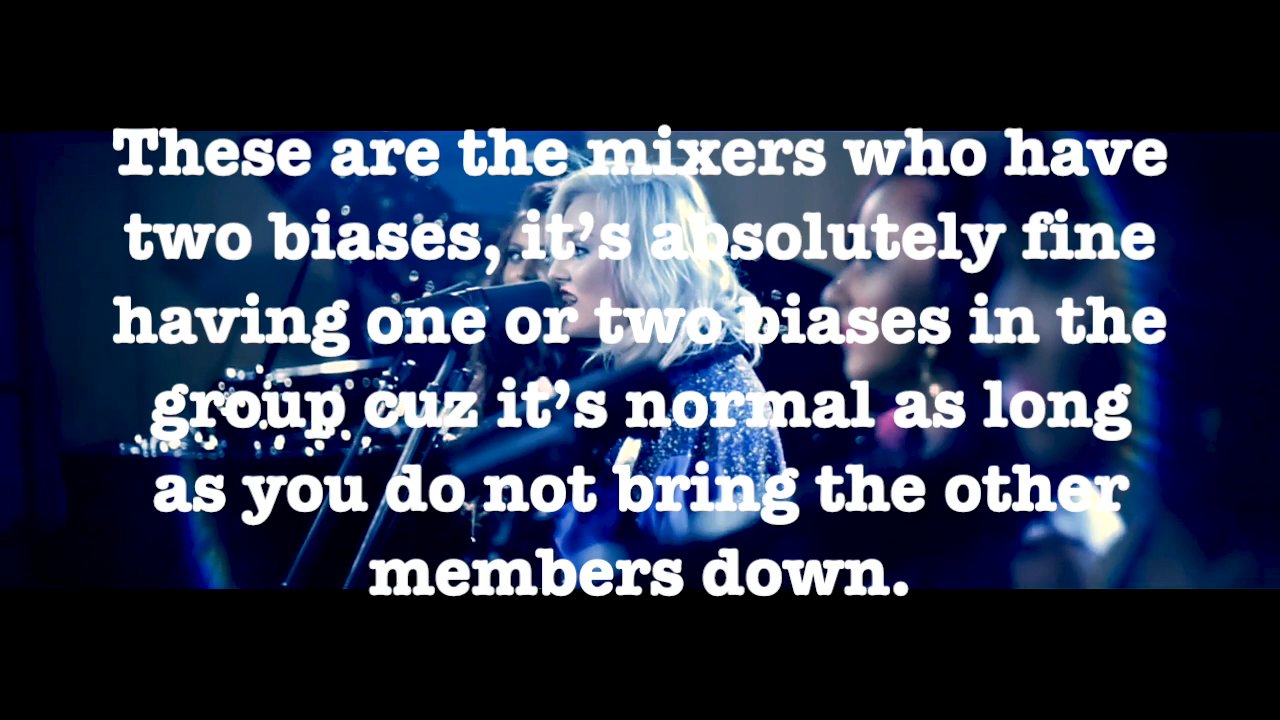 These are the mixers who have
two biases, it’s absolutely fine
having one or two biases in the
group cuz it’s normal as long
as you do not bring the other
members down.